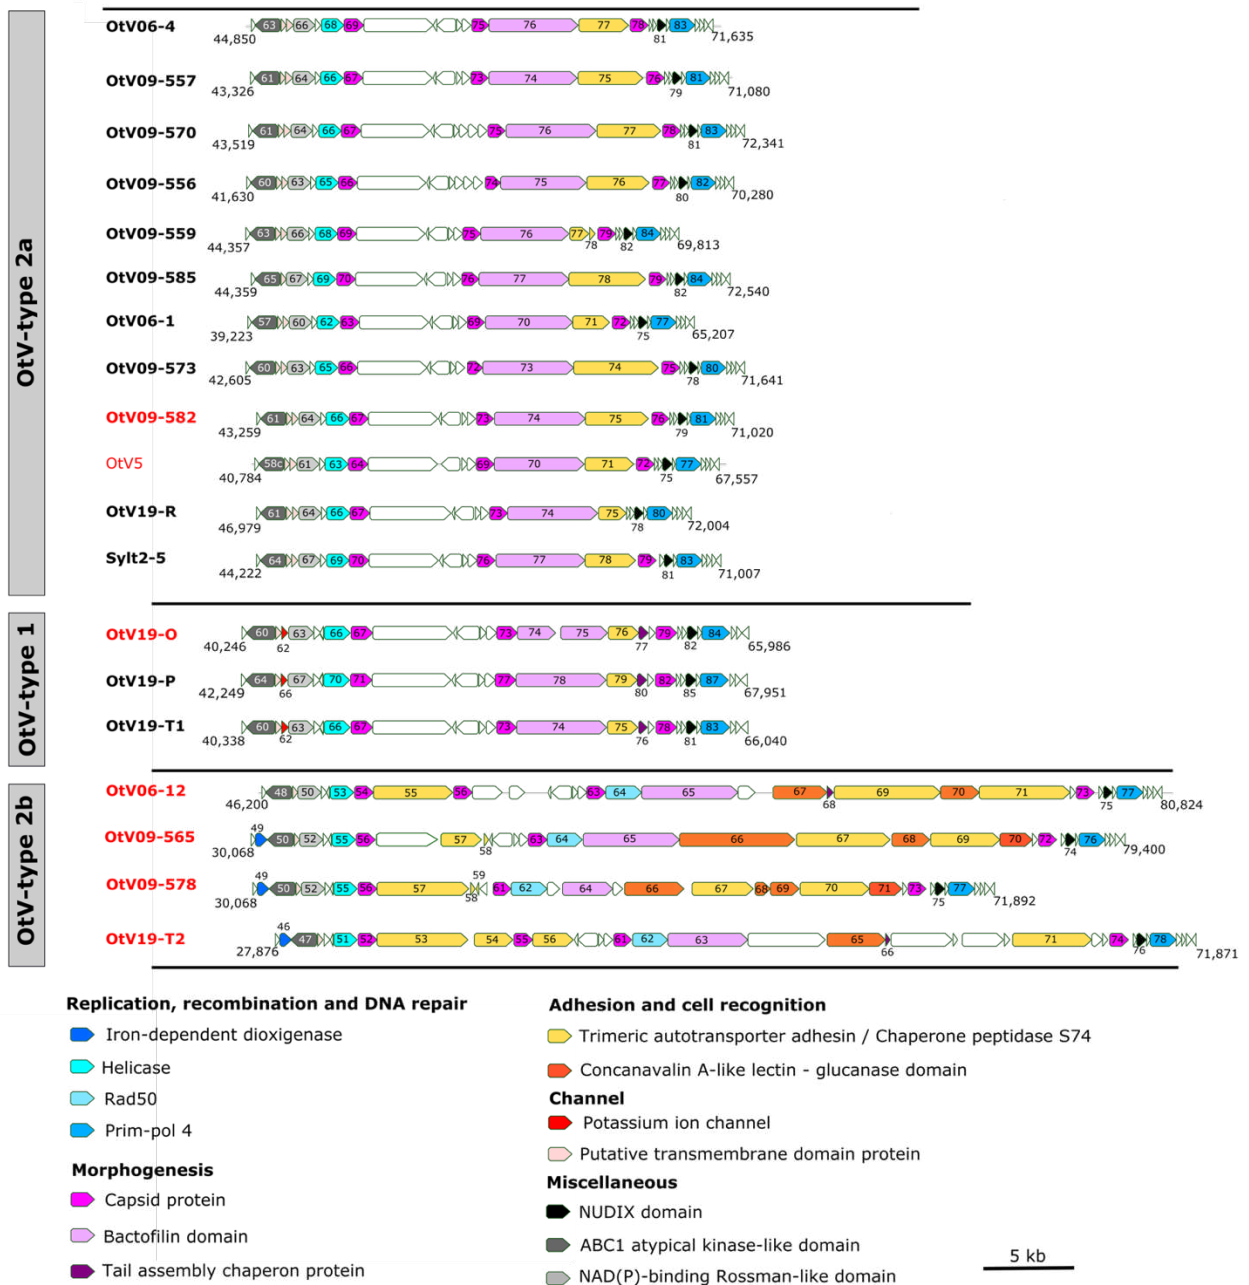 OtV-type 2a
OtV06-4
44,850
63 66 68 69 75 76 77 78 81 83
71,635
OtV09-557
43,326
61 64 66 67 73 74 75 76 79 81
71,080
OtV09-570
43,519
61 64 66 67 75 76 77 78 81 83
72,341
OtV09-556
41,630
60 63 65 66 74 75 76 77 80 82
70,280
OtV09-559
44,357
63 66 68 69 75 76 77 78 79 82 84
69,813
OtV09-585
44,359
65 67 69 70 76 77 78 79 82 84
72,540
OtV06-1
39,223
57 60 62 63 69 70 71 72 75 77
65,207
OtV09-573
42,605
60 63 65 66 72 73 74 75 78 80
71,641
OtV09-582
43,259
61 64 66 67 73 74 75 76 79 81
71,020
OtV5
40,784
58c 61 63 64 69 70 71 72 75 77
67,557
OtV19-R
46,979
61 64 66 67 73 74 75 78 80
72,004
Sylt2-5
44,222
64 67 69 70 76 77 78 79 81 83
71,007
OtV-type 1
OtV19-O
40,246
60 62 63 66 67 73 74 75 76 77 79 82 84
65,986
OtV19-P
42,249
64 66 67 70 71 77 78 79 80 82 85 87
67,951
OtV19-T1
40,338
60 62 63 66 67 73 74 75 76 78 81 83
66,040
OtV-type 2b
OtV06-12
46,200
48 50 53 54 55 56 63 64 65 67 68 69 70 71 73 75 77
80,824
OtV09-565
30,068
49 50 52 55 56 57 58 63 64 65 66 67 68 69 70 72 74 76
79,400
OtV09-578
30,068
49 50 52 55 56 57 58 59 61 62 64 66 67 68 69 70 71 73 75 77
71,892
OtV19-T2
27,876
46 47 51 52 53 54 55 56 61 62 63 65 66 71 74 76 78
71,871
Replication, recombination and DNA repair
Iron-dependent dioxigenase
Helicase
Rad50
Prim-pol 4
Morphogenesis
Capsid protein
Bactofilin domain
Tail assembly chaperon protein
Adhesion and cell recognition
Trimeric autotransporter adhesin / Chaperone peptidase S74
Concanavalin A-like lectin - glucanase domain
Channel
Potassium ion channel
Putative transmembrane domain protein
Miscellaneous
NUDIX domain
ABC1 atypical kinase-like domain
NAD(P)-binding Rossman-like domain
5 kb